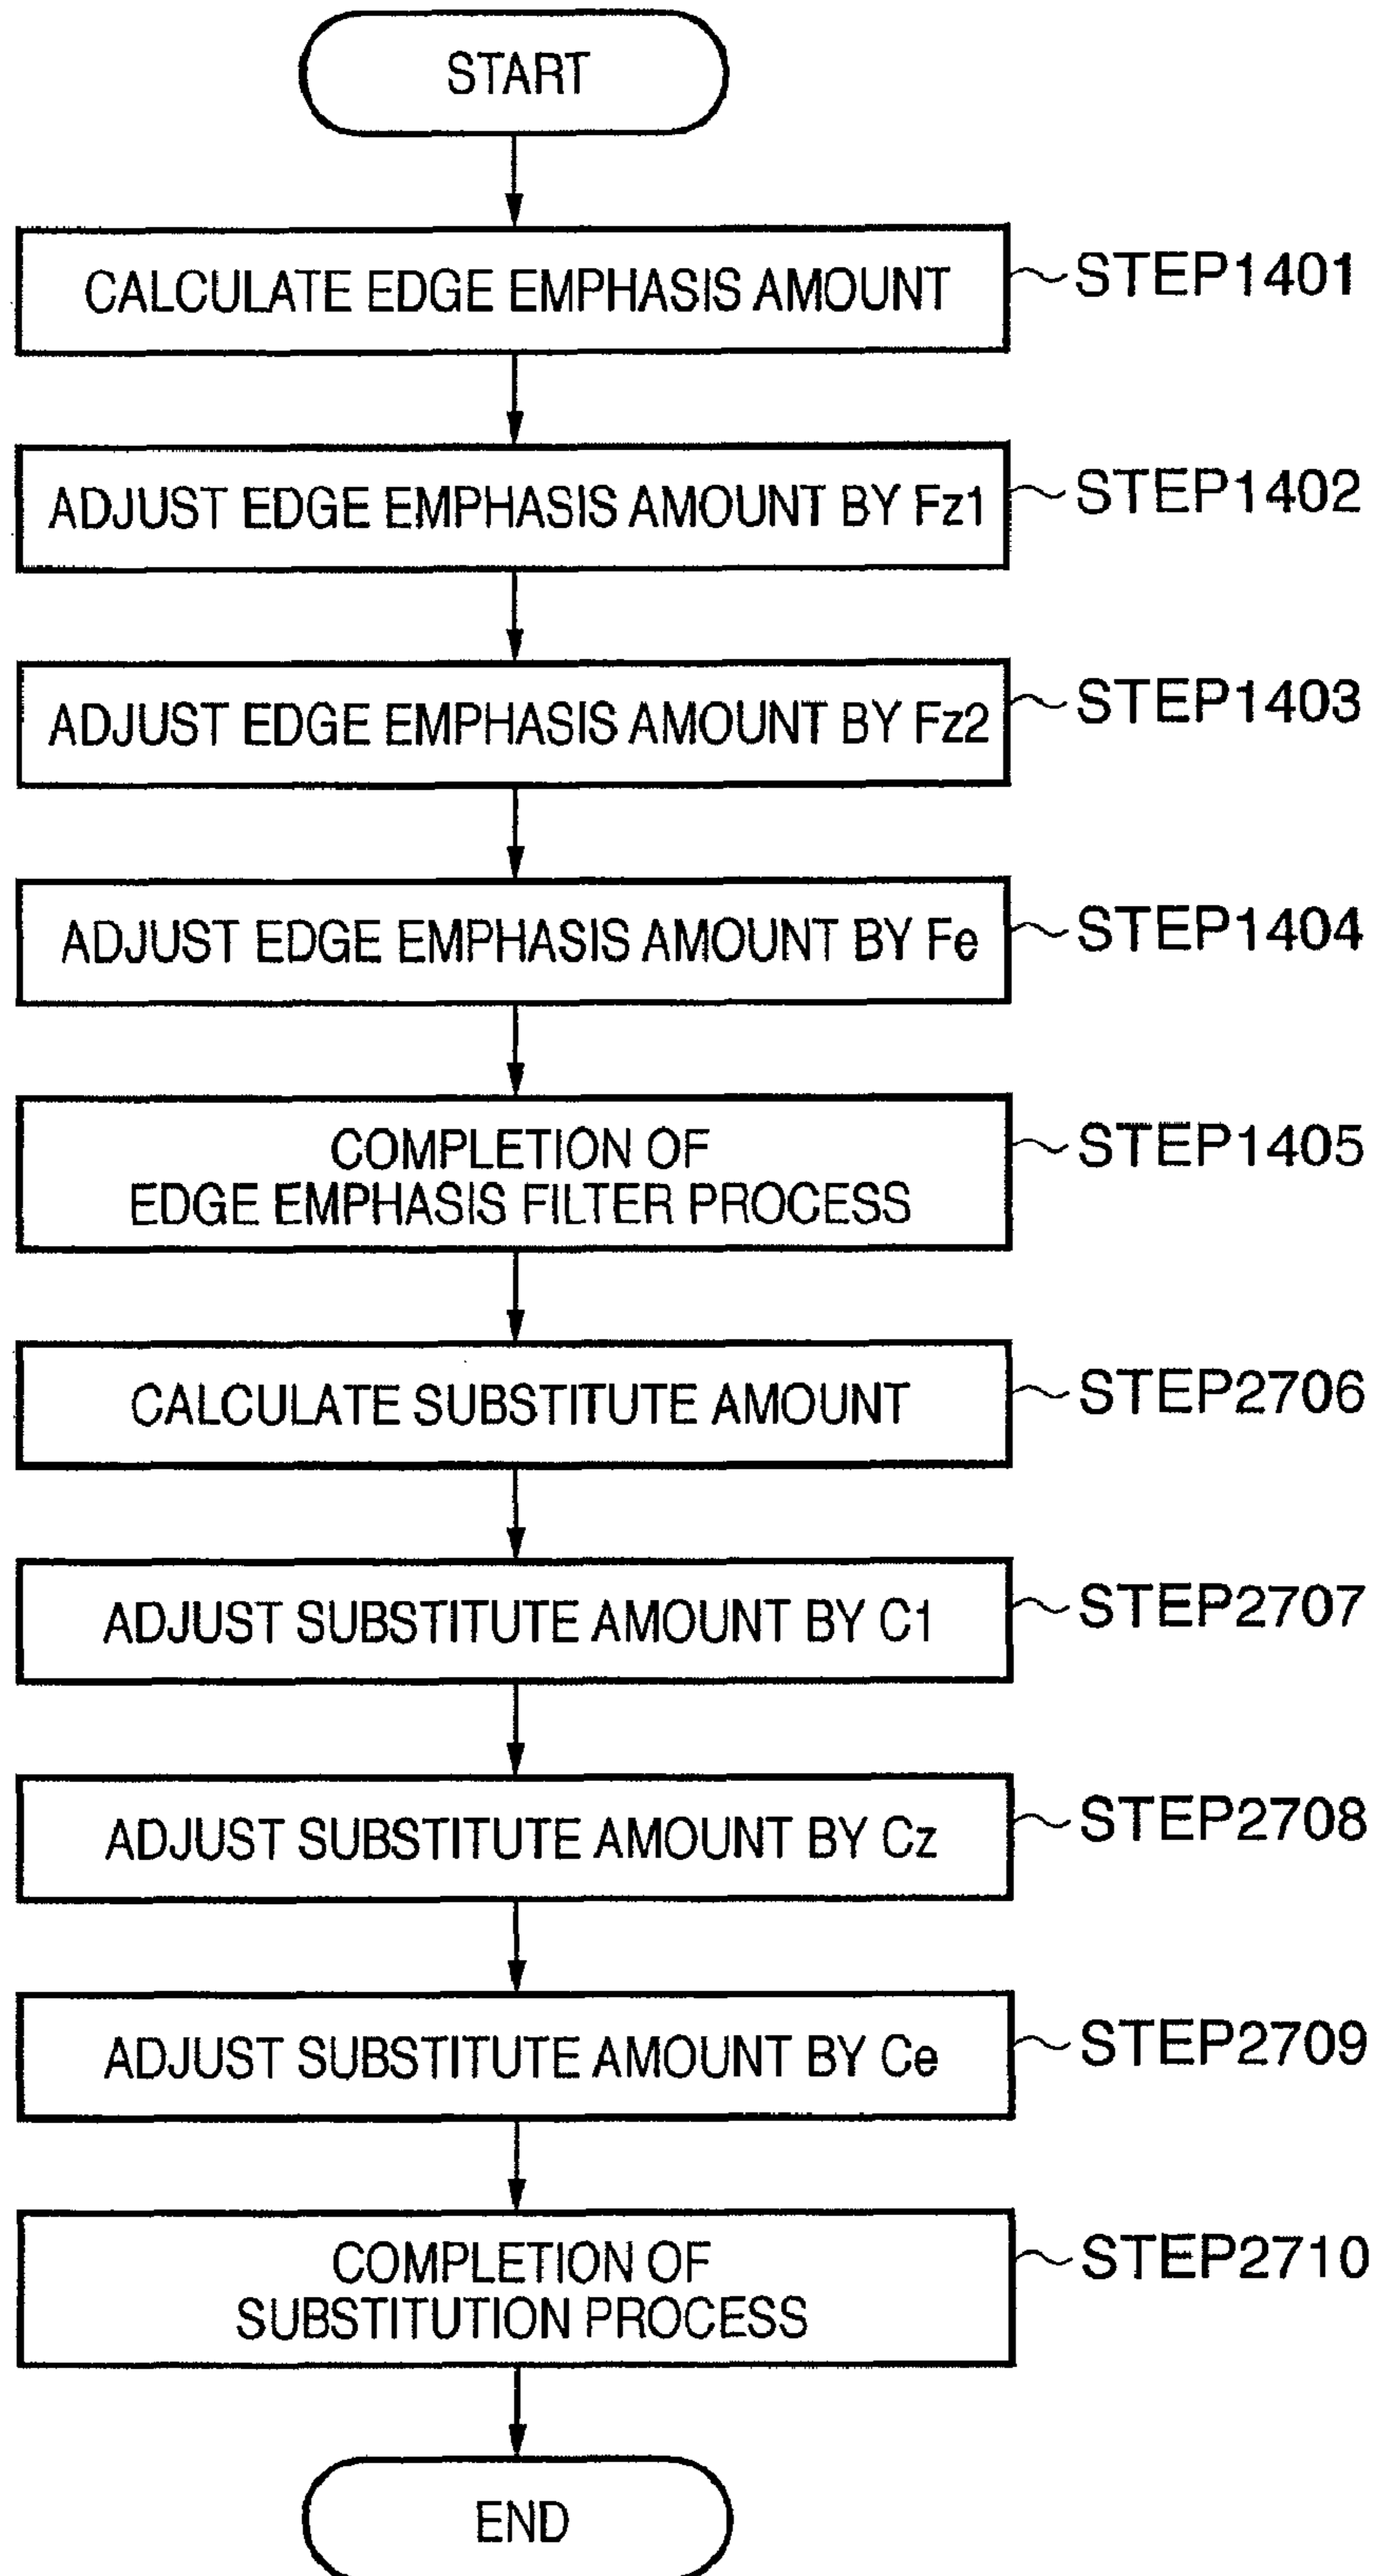 START
CALCULATE EDGE EMPHASIS AMOUNT
STEP1401
ADJUST EDGE EMPHASIS AMOUNT BY Fz1
STEP1402
ADJUST EDGE EMPHASIS AMOUNT BY Fz2
STEP1403
ADJUST EDGE EMPHASIS AMOUNT BY Fe
STEP1404
COMPLETION OF
EDGE EMPHASIS FILTER PROCESS
STEP1405
CALCULATE SUBSTITUTE AMOUNT
STEP2706
ADJUST SUBSTITUTE AMOUNT BY C1
STEP2707
ADJUST SUBSTITUTE AMOUNT BY Cz
STEP2708
ADJUST SUBSTITUTE AMOUNT BY Ce
STEP2709
COMPLETION OF
SUBSTITUTION PROCESS
STEP2710
END